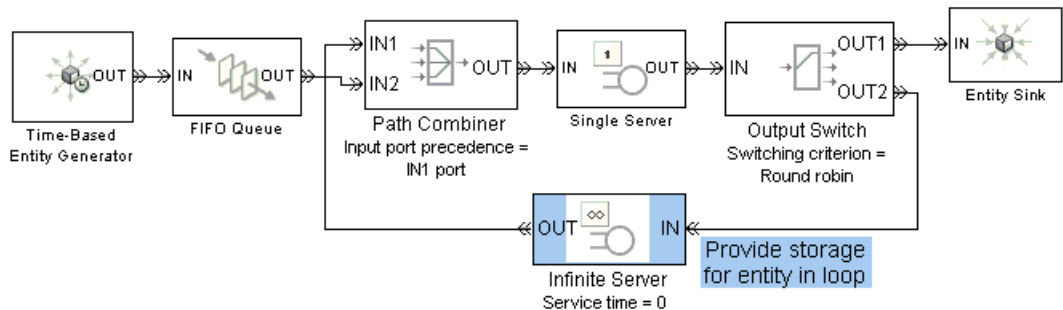 OUT
Time-Based
Entity Generator
IN
OUT
FIFO Queue
IN1
IN2
OUT
Path Combiner
Input port precedence =
IN1 port
IN
1
OUT
Single Server
IN
OUT1
OUT2
Output Switch
Switching criterion =
Round robin
IN
Entity Sink
OUT
∞
IN
Infinite Server
Service time = 0
Provide storage
for entity in loop